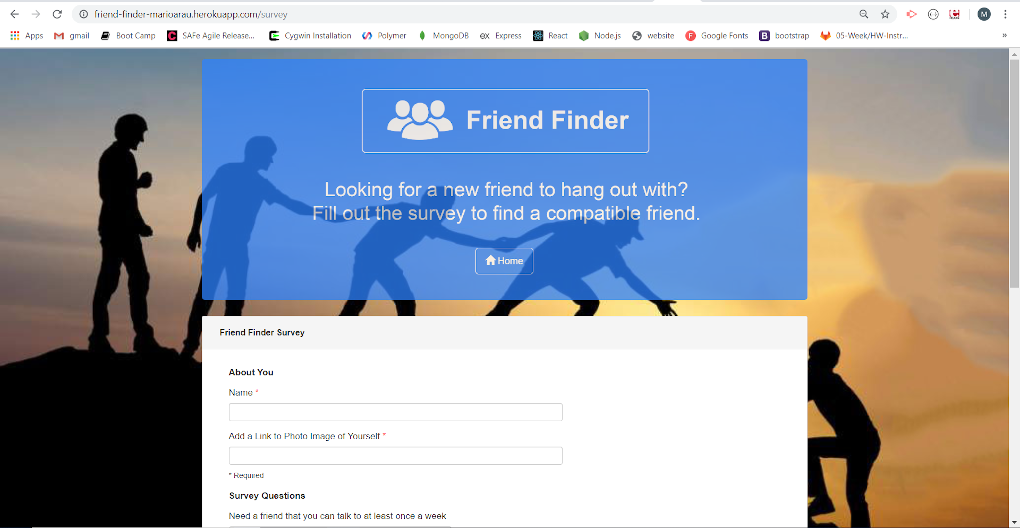 friend-finder-marioarau.herokuapp.com/survey
M
Apps gmail Boot Camp SAFe Agile Release... Cygwin Installation Polymer MongoDB Express React Node.js website Google Fonts bootstrap 05-Week/HW-Instr... »
Friend Finder
Looking for a new friend to hang out with?
Fill out the survey to find a compatible friend.
Home
Friend Finder Survey
About You
Name *
Add a Link to Photo Image of Yourself *
* Required
Survey Questions
Need a friend that you can talk to at least once a week